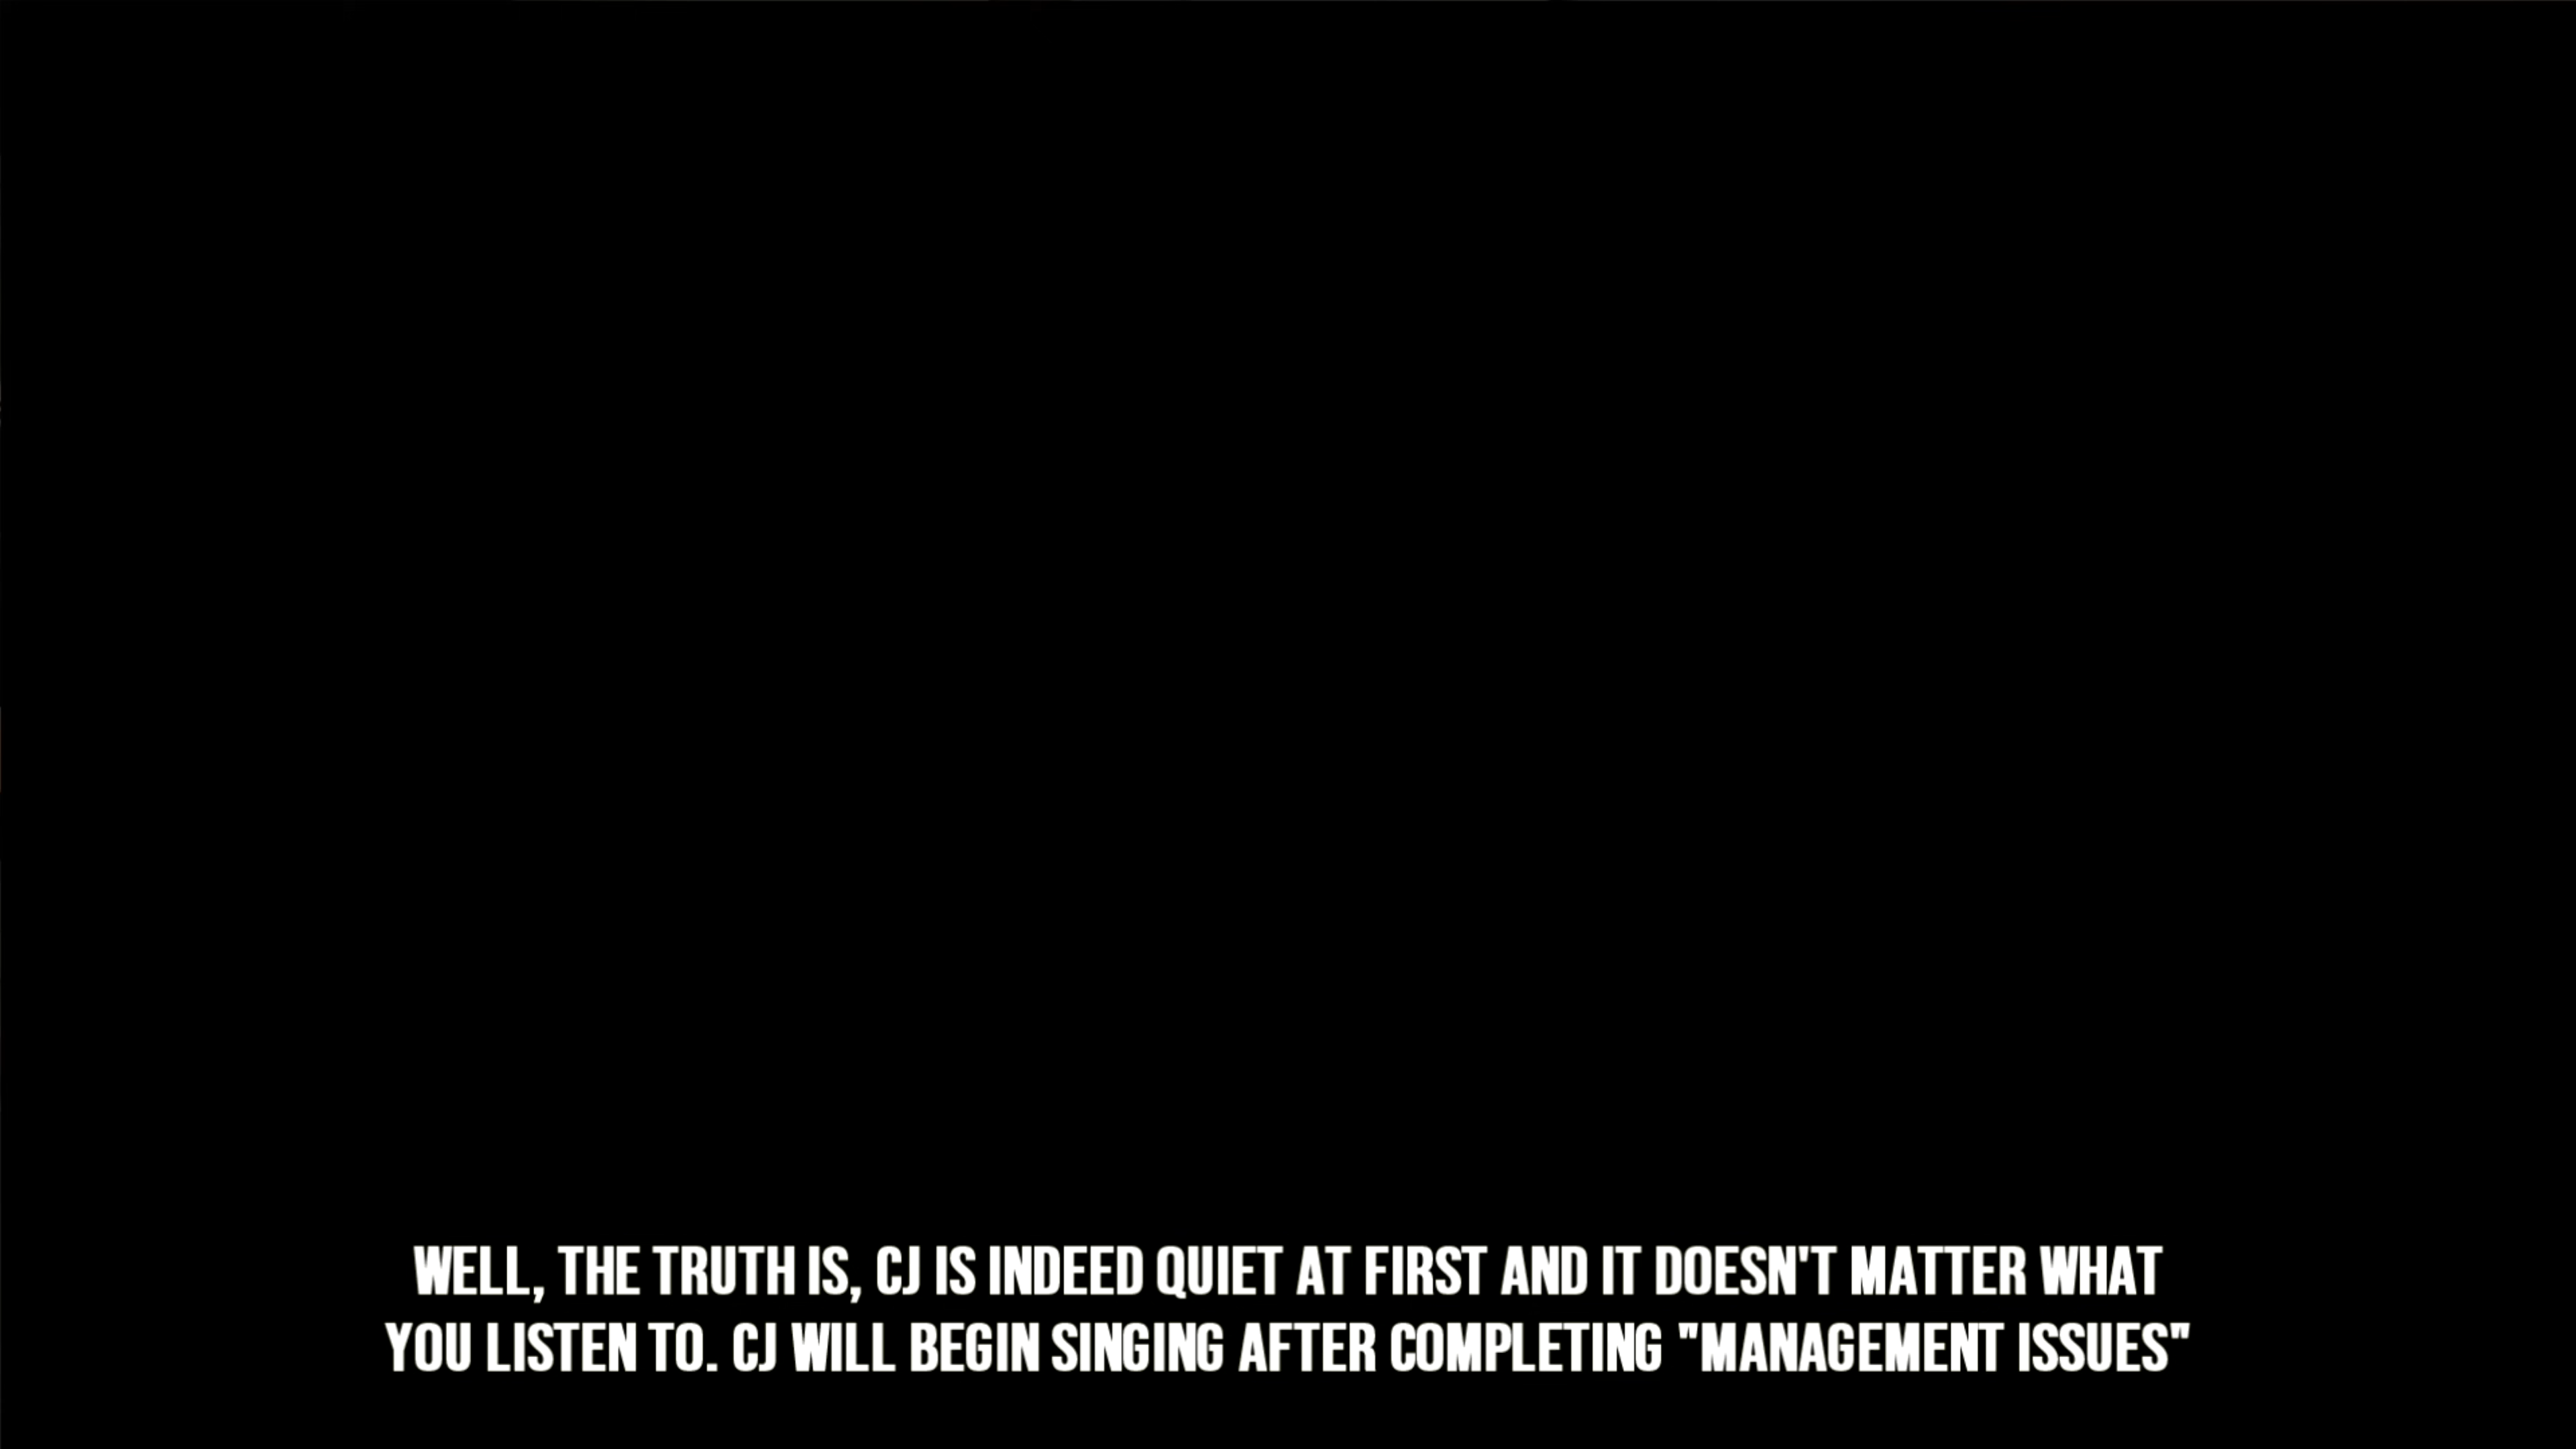 WELL, THE TRUTH IS, CJ IS INDEED QUIET AT FIRST AND IT DOESN'T MATTER WHAT
YOU LISTEN TO. CJ WILL BEGIN SINGING AFTER COMPLETING "MANAGEMENT ISSUES"